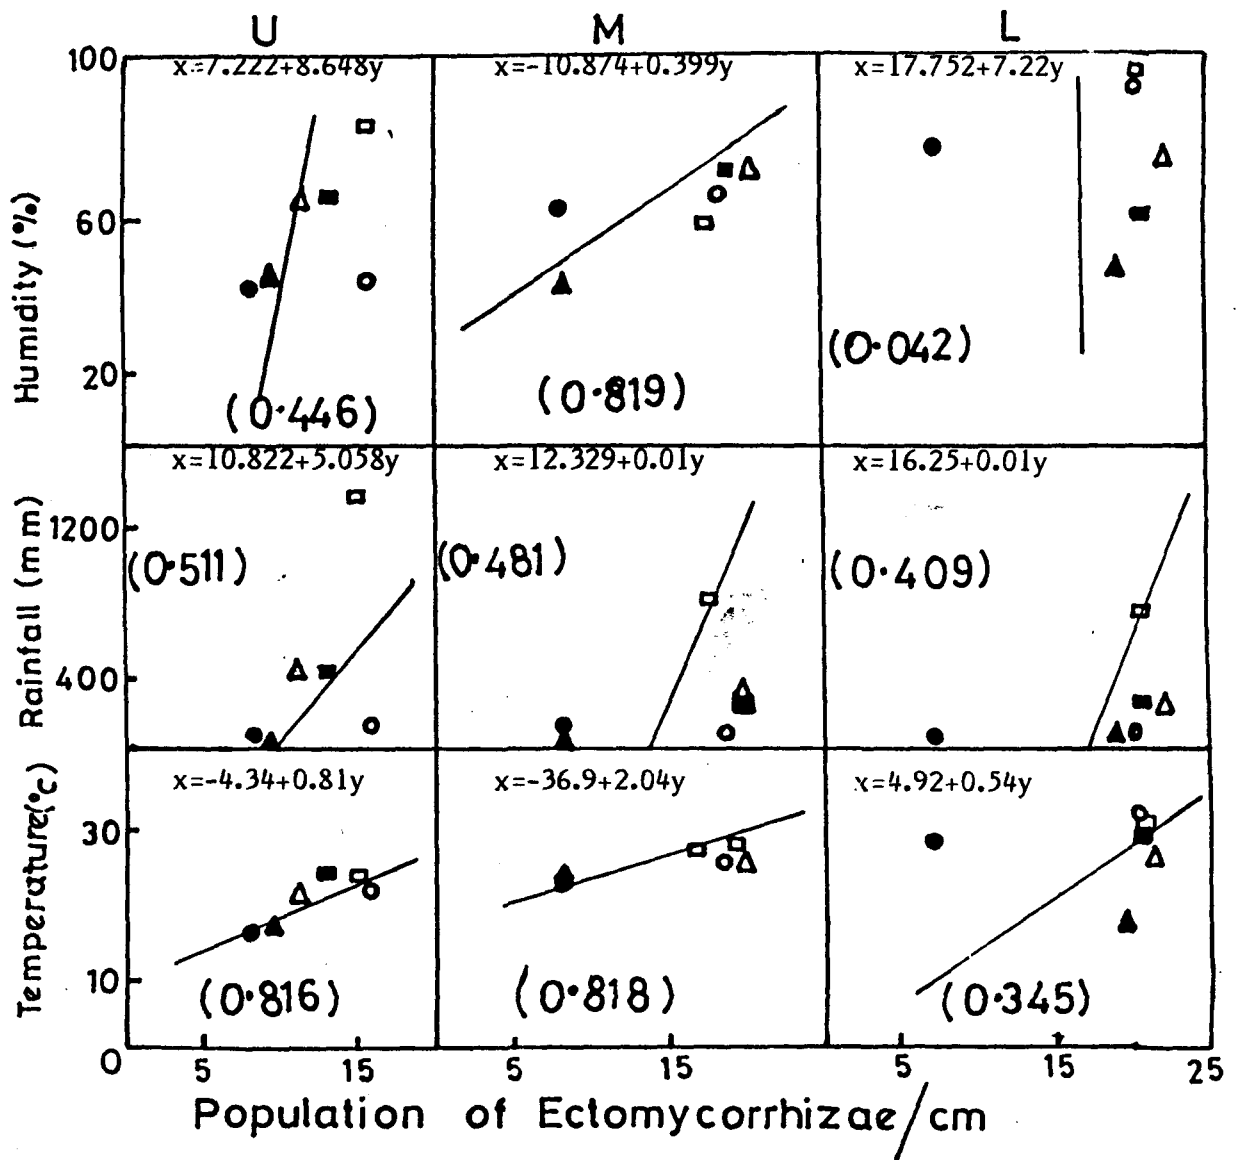 U M L
100 x=7.222+8.648y x=-10.874+0.399y x=17.752+7.22y
Humidity (%)
60
20
(0.446) (0.819) (0.042)
x=10.822+5.058y x=12.329+0.01y x=16.25+0.01y
Rainfall (mm)
1200
(0.511) (0.481) (0.409)
400
x=-4.34+0.81y x=-36.9+2.04y x=4.92+0.54y
Temperature(°c)
30
10
(0.816) (0.818) (0.345)
0 5 15 5 15 5 15 25
Population of Ectomycorrhizae/cm